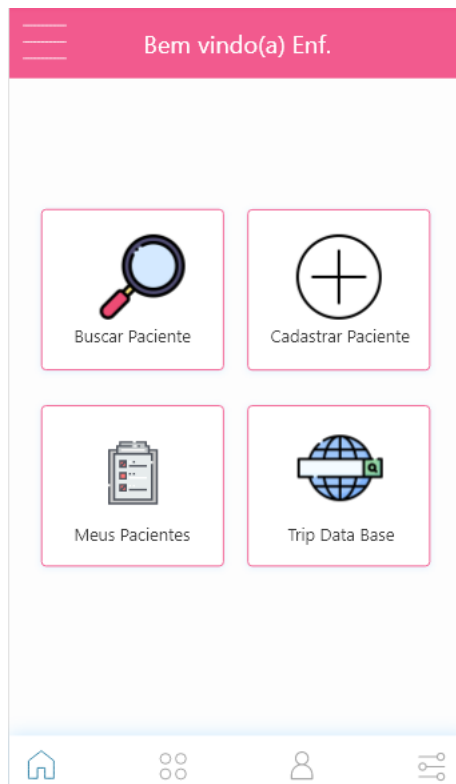 Bem vindo(a) Enf.
Buscar Paciente
Cadastrar Paciente
Meus Pacientes
Trip Data Base